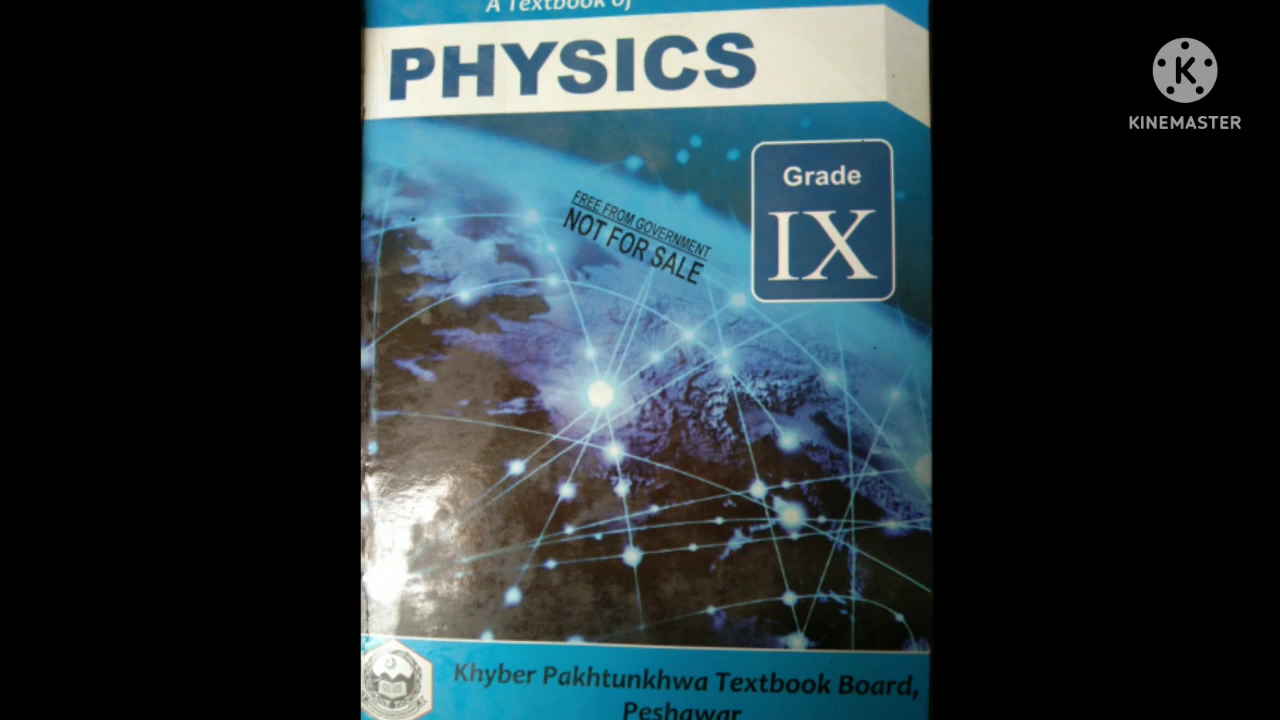 A Textbook of
PHYSICS
Grade
IX
FREE FROM GOVERNMENT
NOT FOR SALE
Khyber Pakhtunkhwa Textbook Board,
Peshawar
K
KINEMASTER